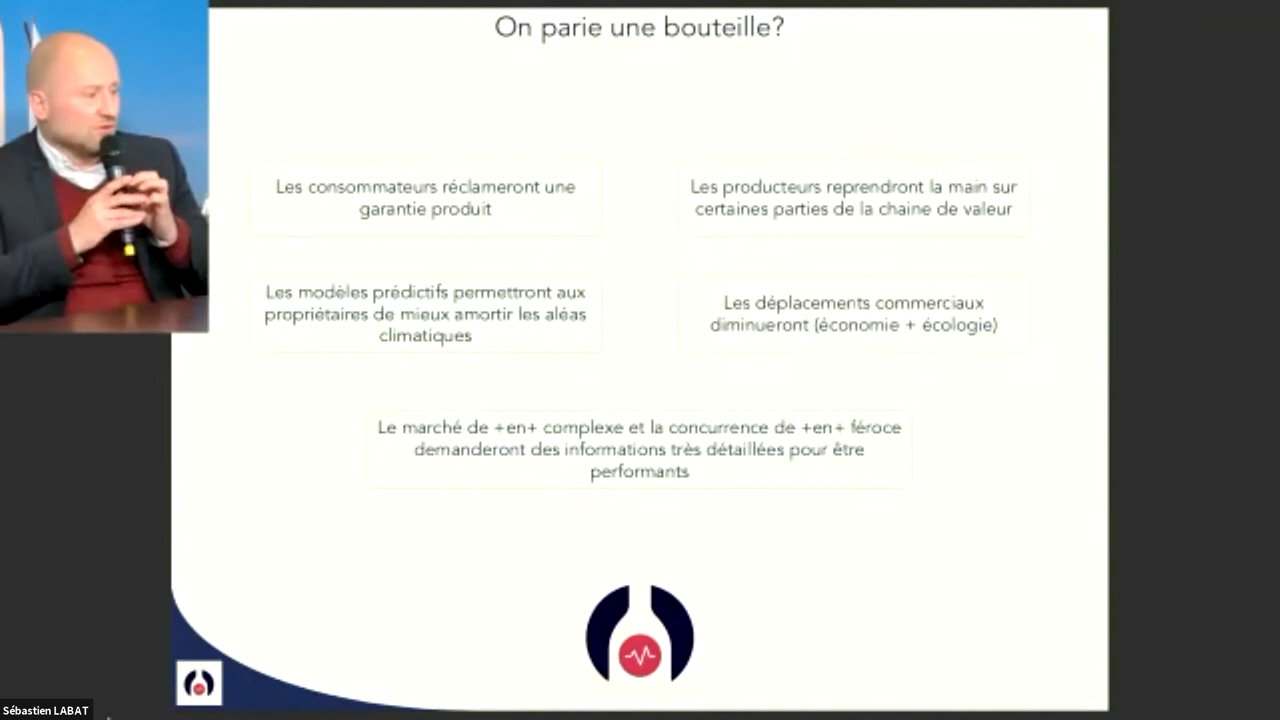 On parie une bouteille?
Les consommateurs réclameront une
garantie produit
Les producteurs reprendront la main sur
certaines parties de la chaine de valeur
Les modèles prédictifs permettront aux
propriétaires de mieux amortir les aléas
climatiques
Les déplacements commerciaux
diminueront (économie + écologie)
Le marché de +en+ complexe et la concurrence de +en+ féroce
demanderont des informations très détaillées pour être
performants
Sébastien LABAT